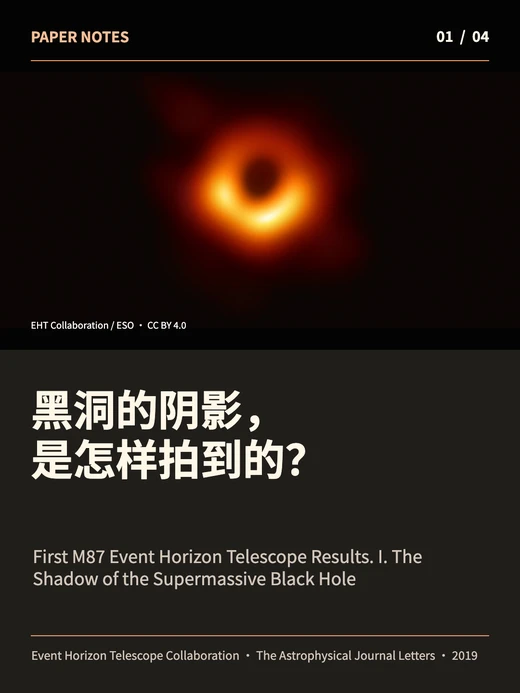 PAPER NOTES
01 / 04
EHT Collaboration / ESO · CC BY 4.0
黑洞的阴影，
是怎样拍到的？
First M87 Event Horizon Telescope Results. I. The
Shadow of the Supermassive Black Hole
Event Horizon Telescope Collaboration · The Astrophysical Journal Letters · 2019